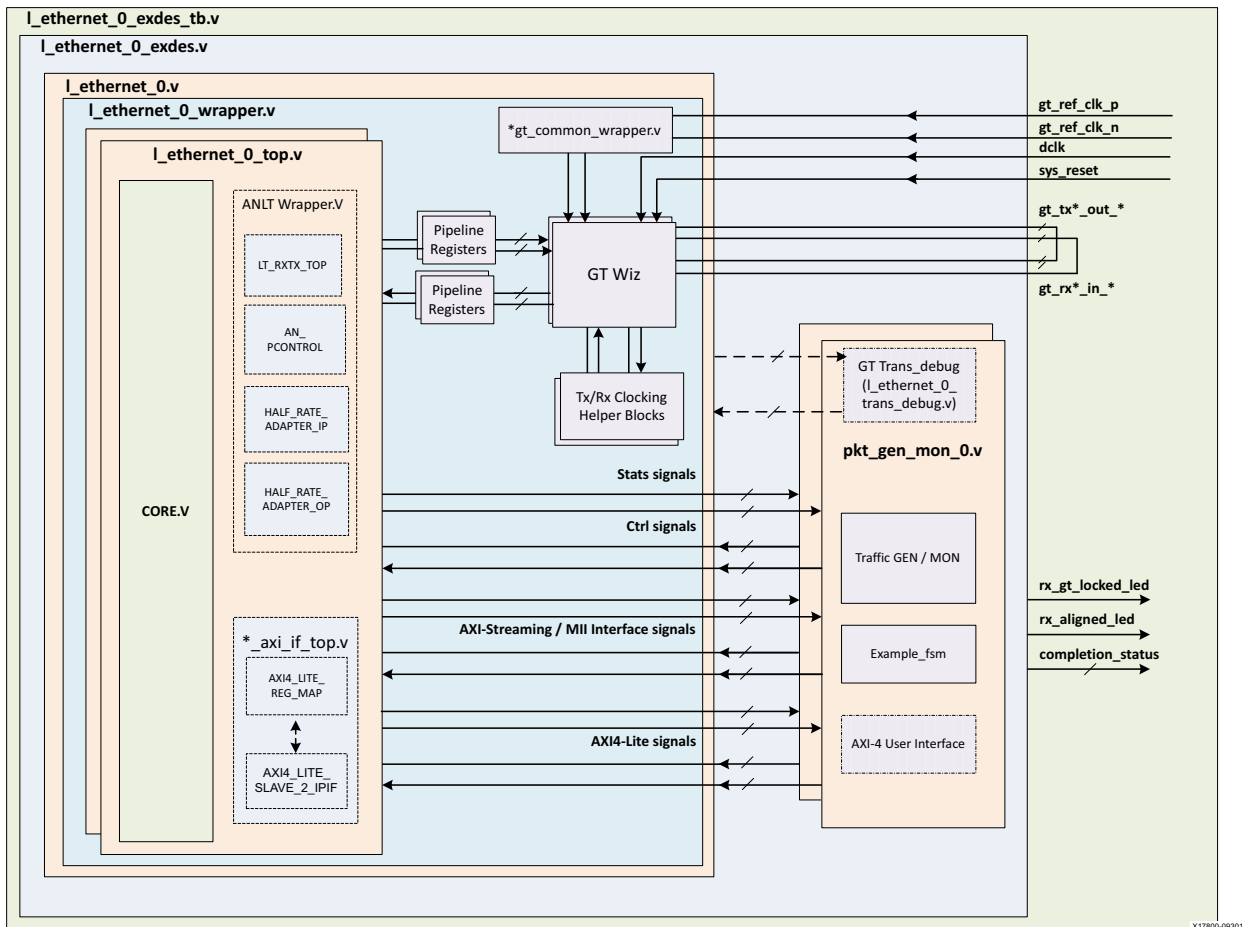 l_ethernet_0_exdes_tb.v
l_ethernet_0_exdes.v
l_ethernet_0.v
l_ethernet_0_wrapper.v
l_ethernet_0_top.v
CORE.V
ANLT Wrapper.V
LT_RXTX_TOP
AN_
PCONTROL
HALF_RATE_
ADAPTER_IP
HALF_RATE_
ADAPTER_OP
*_axi_if_top.v
AXI4_LITE_
REG_MAP
AXI4_LITE_
SLAVE_2_IPIF
Pipeline
Registers
Pipeline
Registers
*gt_common_wrapper.v
GT Wiz
Tx/Rx Clocking
Helper Blocks
Stats signals
Ctrl signals
AXI-Streaming / MII Interface signals
AXI4-Lite signals
GT Trans_debug
(l_ethernet_0_
trans_debug.v)
pkt_gen_mon_0.v
Traffic GEN / MON
Example_fsm
AXI-4 User Interface
gt_ref_clk_p
gt_ref_clk_n
dclk
sys_reset
gt_tx*_out_*
gt_rx*_in_*
rx_gt_locked_led
rx_aligned_led
completion_status
X17800-09301